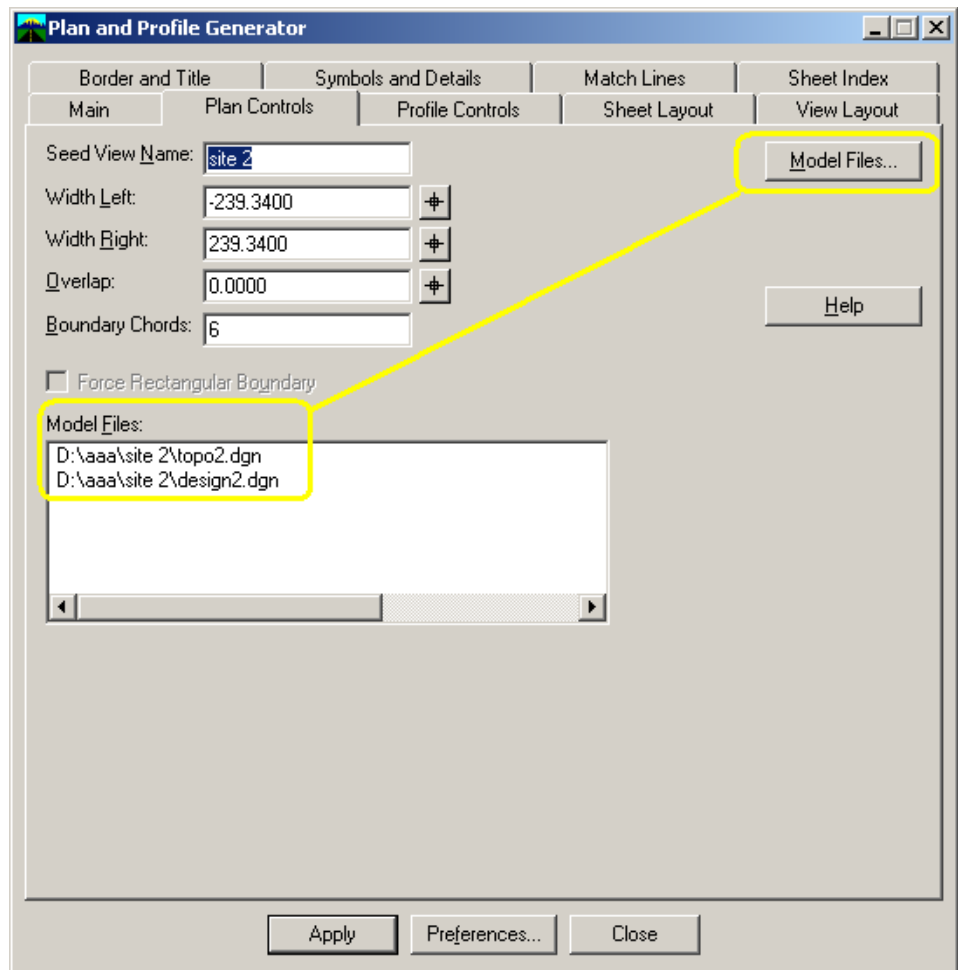 Plan and Profile Generator
Border and Title Symbols and Details Match Lines Sheet Index
Main Plan Controls Profile Controls Sheet Layout View Layout
Seed View Name: site 2 Model Files...
Width Left: -239.3400
Width Right: 239.3400
Overlap: 0.0000
Help
Boundary Chords: 6
Force Rectangular Boundary
Model Files:
D:\aaa\site 2\topo2.dgn
D:\aaa\site 2\design2.dgn
Apply Preferences... Close